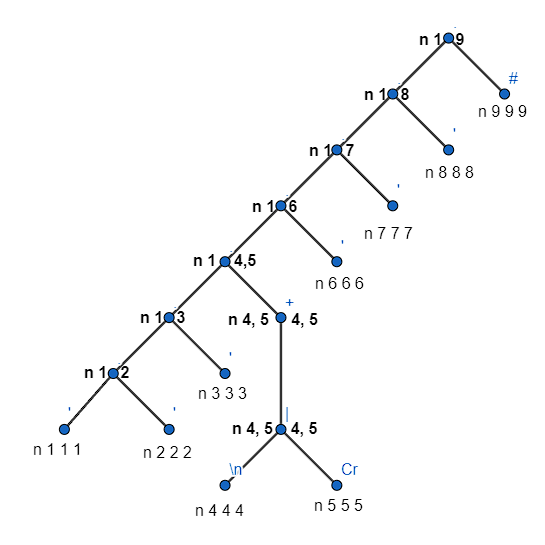 n 1 9
#
n 9 9 9
n 1 8
'
n 8 8 8
n 1 7
'
n 7 7 7
n 1 6
'
n 6 6 6
n 1 4,5
+
n 4, 5 4, 5
n 1 3
'
n 3 3 3
n 1 2
'
n 1 1 1
'
n 2 2 2
|
n 4, 5 4, 5
\n
n 4 4 4
Cr
n 5 5 5